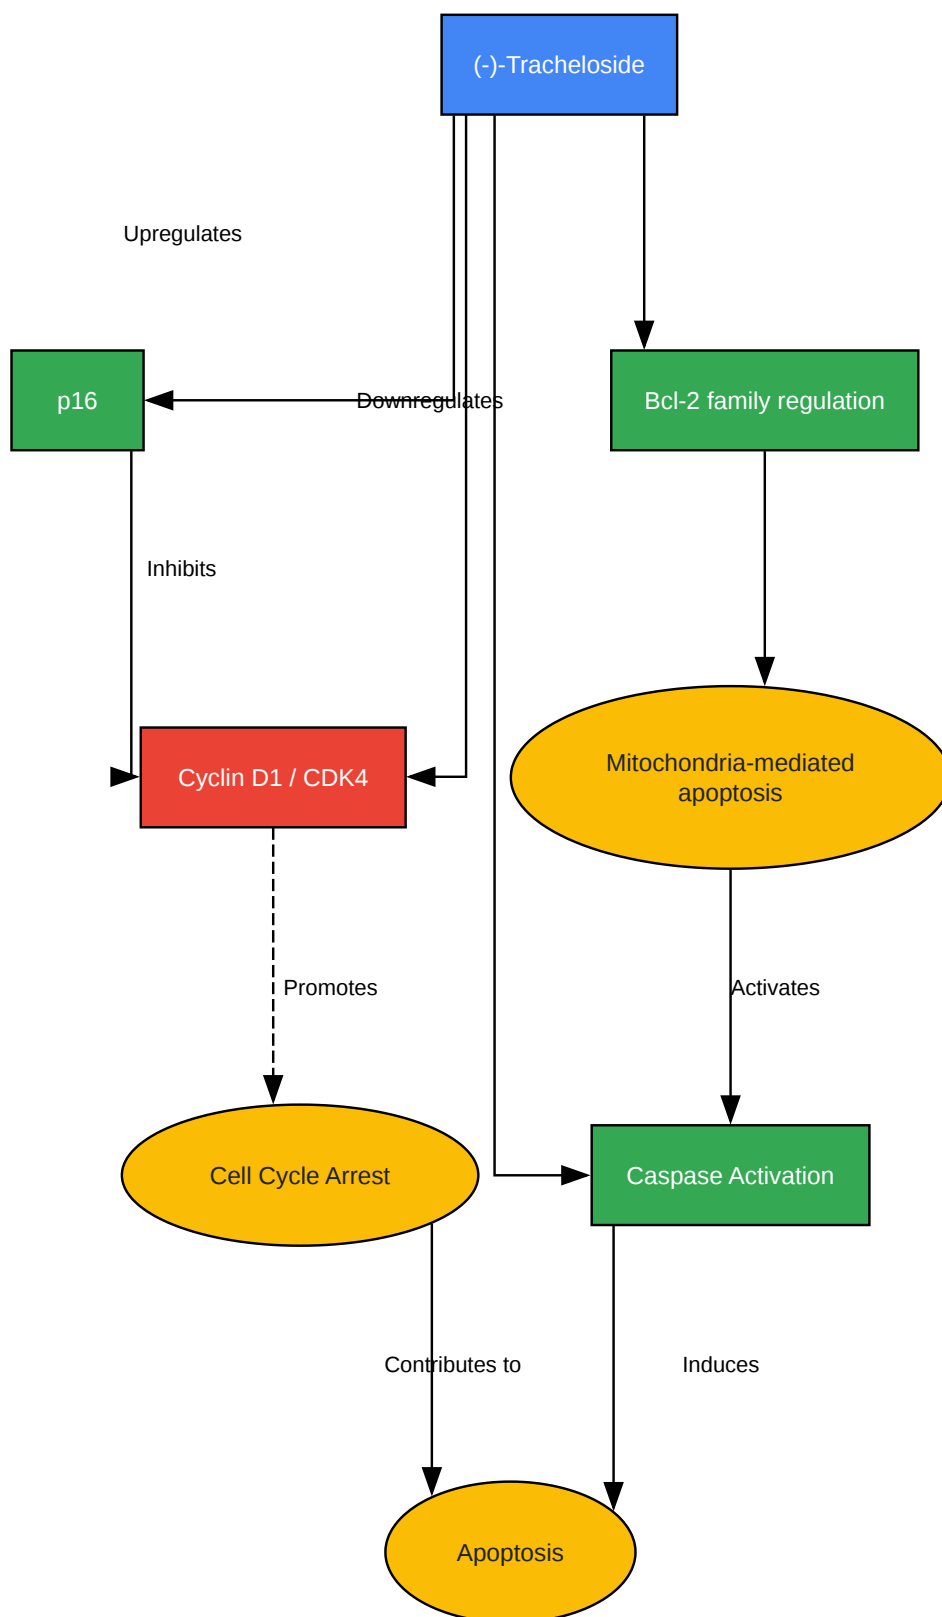 (-)-Tracheloside
Upregulates
p16
Downregulates
Bcl-2 family regulation
Inhibits
Cyclin D1 / CDK4
Mitochondria-mediated
apoptosis
Promotes
Activates
Cell Cycle Arrest
Caspase Activation
Contributes to
Induces
Apoptosis